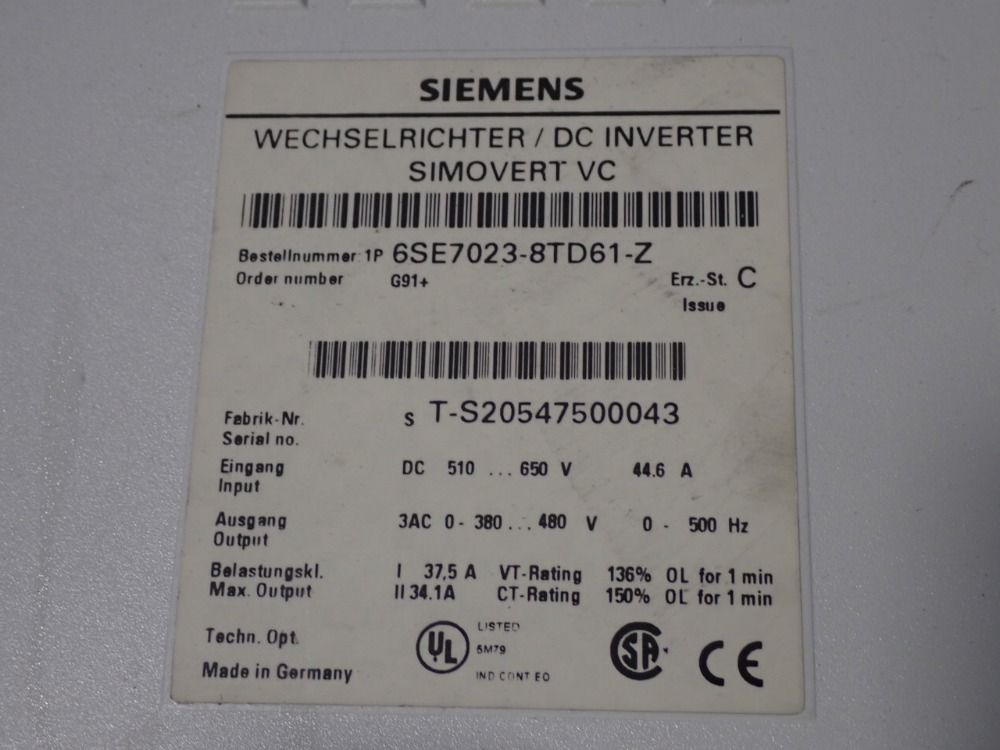 SIEMENS
WECHSELRICHTER / DC INVERTER
SIMOVERT VC
Bestellnummer: 1P 6SE7023-8TD61-Z
Order number G91+ Erz.-St. C
Issue
Fabrik-Nr. S T-S20547500043
Serial no.
Eingang DC 510 ... 650 V 44.6 A
Input
Ausgang 3AC 0 - 380 ... 480 V 0 - 500 Hz
Output
Belastungskl. I 37,5 A VT-Rating 136% OL for 1 min
Max. Output II 34.1A CT-Rating 150% OL for 1 min
Techn. Opt. UL LISTED SA
5M79
Made in Germany IND CONT EQ CE